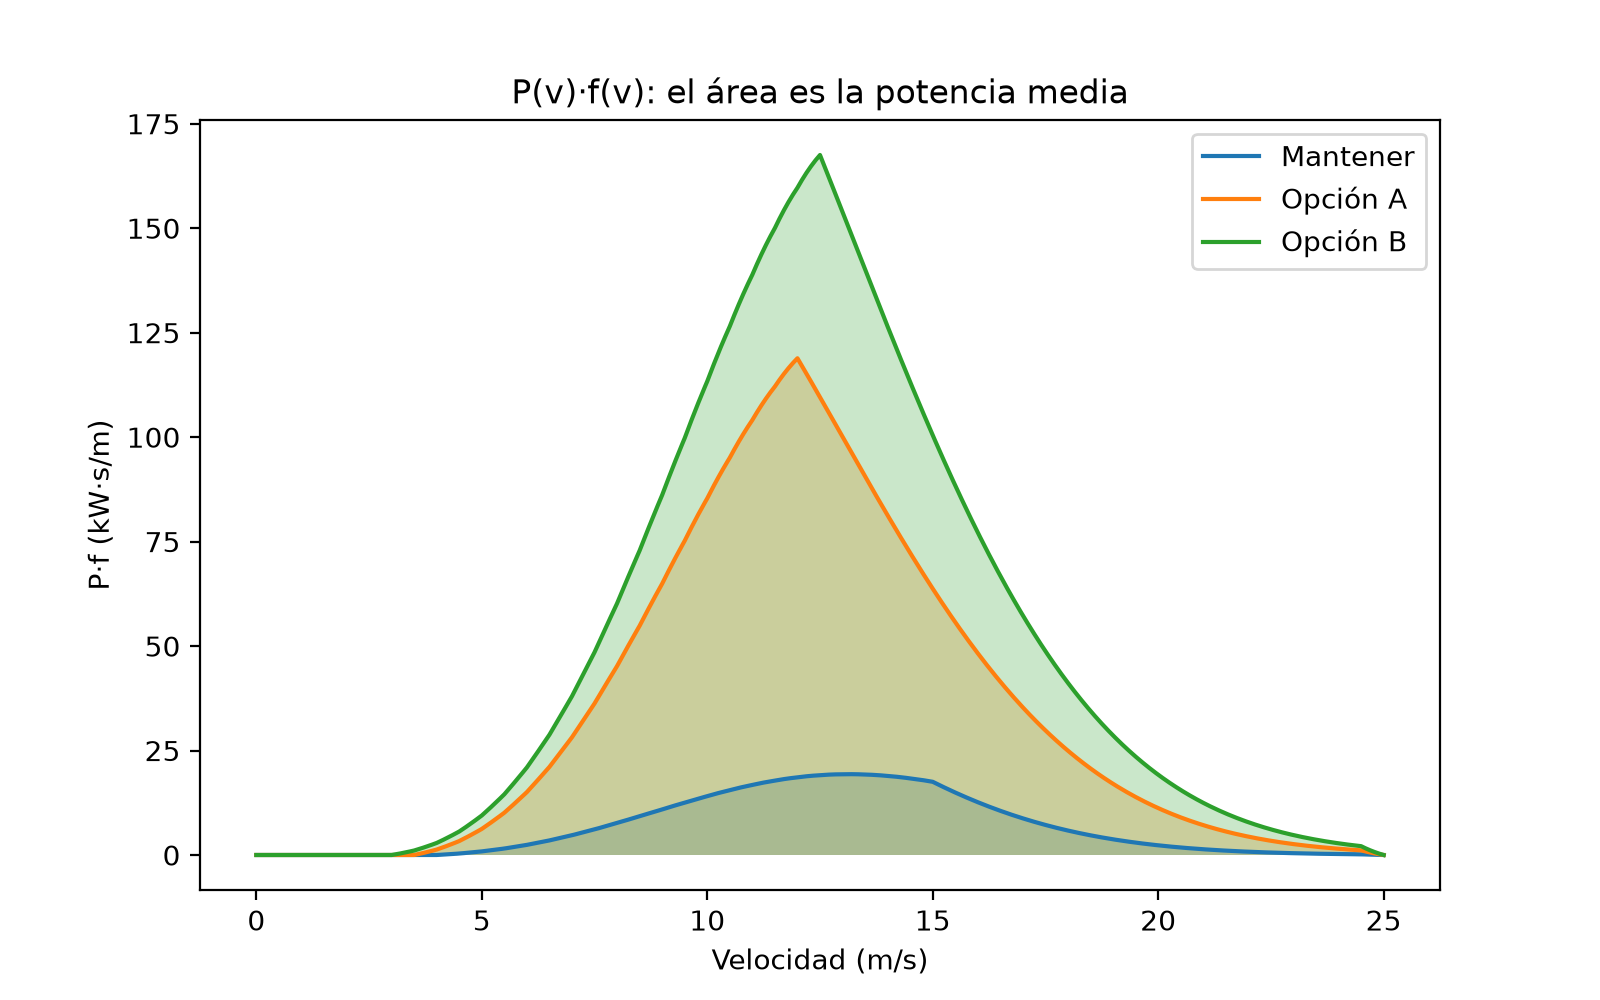 P(v)·f(v): el área es la potencia media
Mantener
Opción A
Opción B
P·f (kW·s/m)
175
150
125
100
75
50
25
0
0 5 10 15 20 25
Velocidad (m/s)